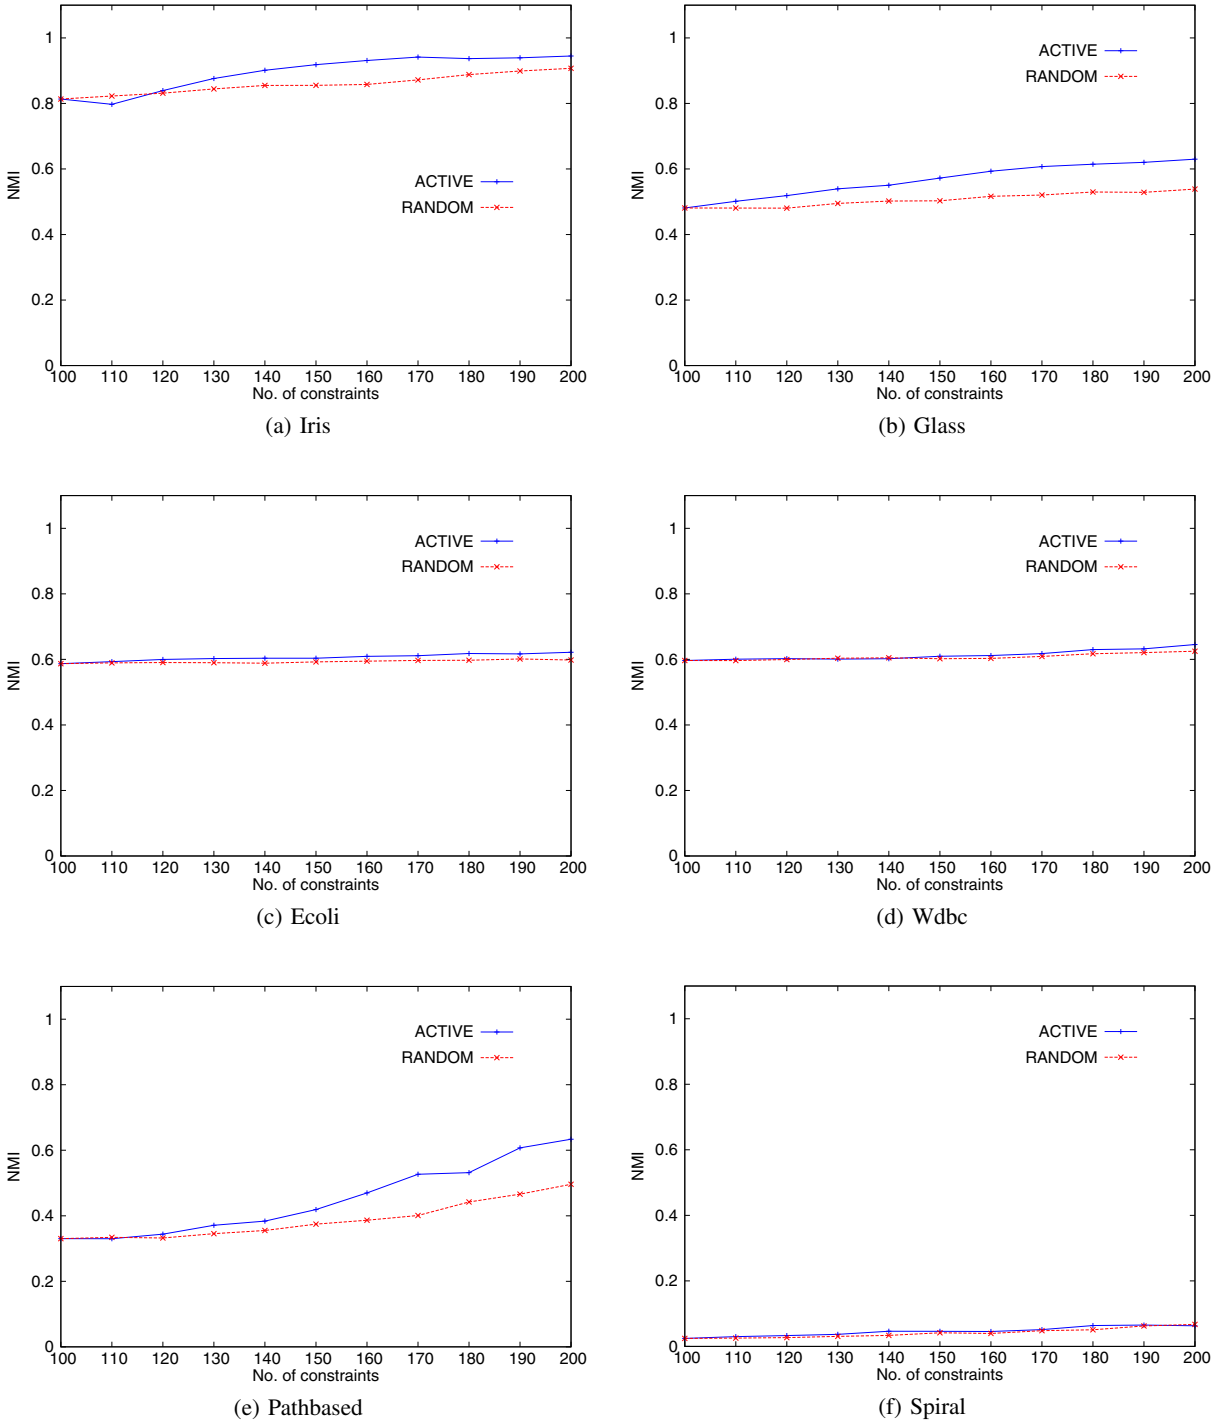 1
0.8
0.6
0.4
0.2
0
NMI
ACTIVE
RANDOM
100 110 120 130 140 150 160 170 180 190 200
No. of constraints
(a) Iris
1
0.8
0.6
0.4
0.2
0
NMI
ACTIVE
RANDOM
100 110 120 130 140 150 160 170 180 190 200
No. of constraints
(b) Glass
1
0.8
0.6
0.4
0.2
0
NMI
ACTIVE
RANDOM
100 110 120 130 140 150 160 170 180 190 200
No. of constraints
(c) Ecoli
1
0.8
0.6
0.4
0.2
0
NMI
ACTIVE
RANDOM
100 110 120 130 140 150 160 170 180 190 200
No. of constraints
(d) Wdbc
1
0.8
0.6
0.4
0.2
0
NMI
ACTIVE
RANDOM
100 110 120 130 140 150 160 170 180 190 200
No. of constraints
(e) Pathbased
1
0.8
0.6
0.4
0.2
0
NMI
ACTIVE
RANDOM
100 110 120 130 140 150 160 170 180 190 200
No. of constraints
(f) Spiral